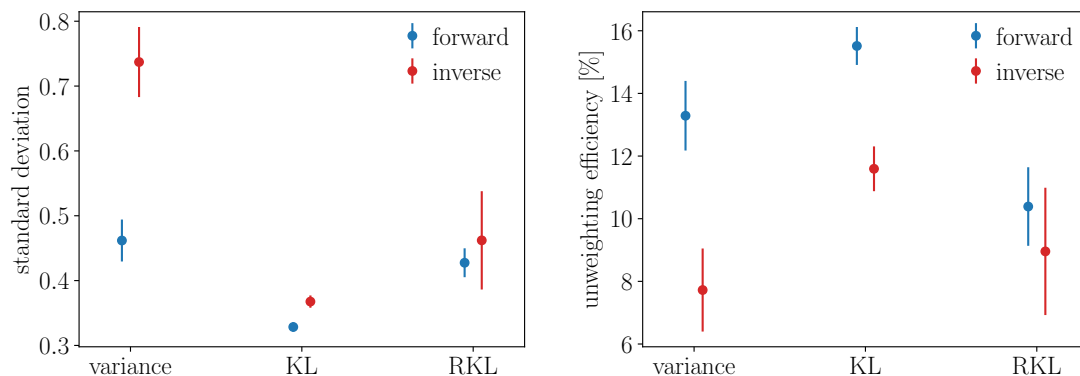 standard deviation
0.8
0.7
0.6
0.5
0.4
0.3
variance KL RKL
forward
inverse
unweighting efficiency [%]
16
14
12
10
8
6
variance KL RKL
forward
inverse